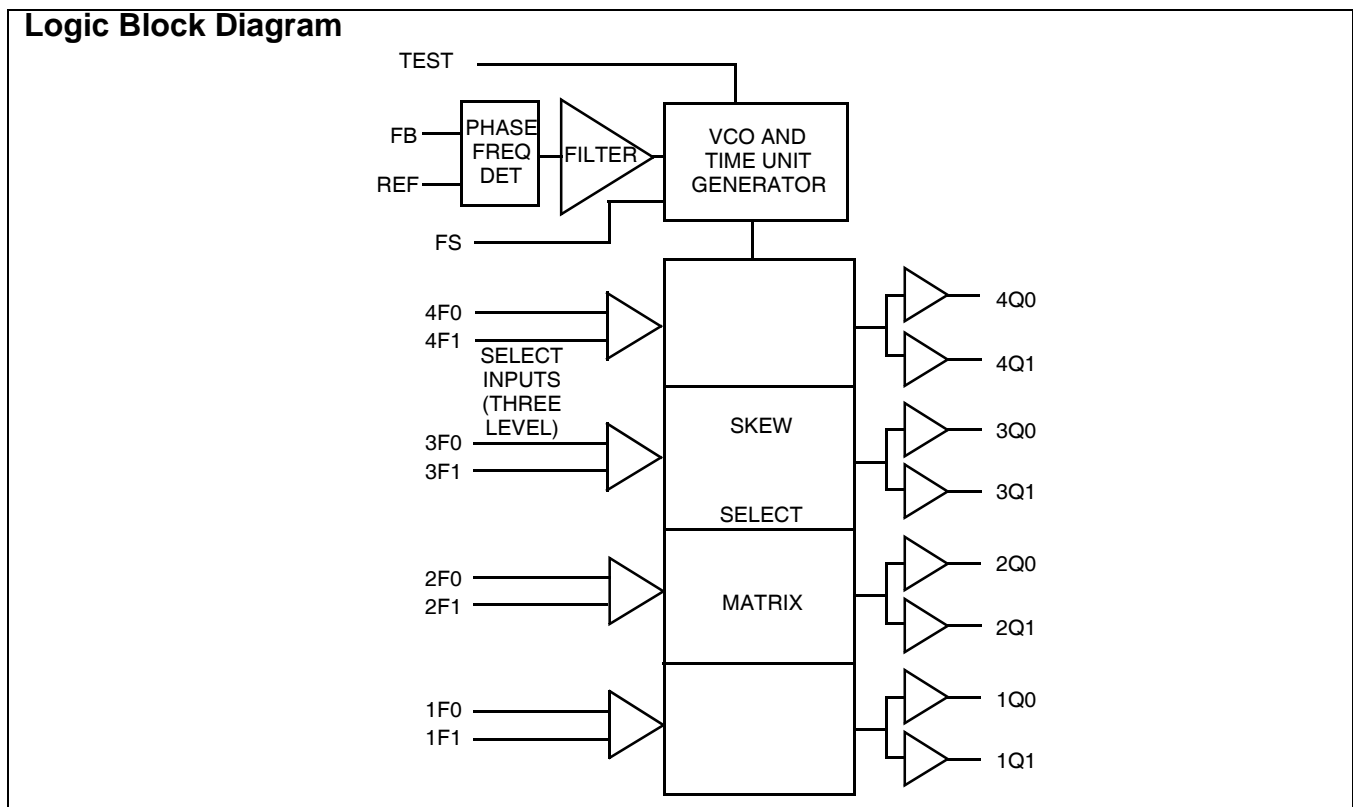 Logic Block Diagram
TEST
FB
REF
PHASE
FREQ
DET
FILTER
VCO AND
TIME UNIT
GENERATOR
FS
4F0
4F1
SELECT
INPUTS
(THREE
LEVEL)
3F0
3F1
2F0
2F1
1F0
1F1
SKEW
SELECT
MATRIX
4Q0
4Q1
3Q0
3Q1
2Q0
2Q1
1Q0
1Q1